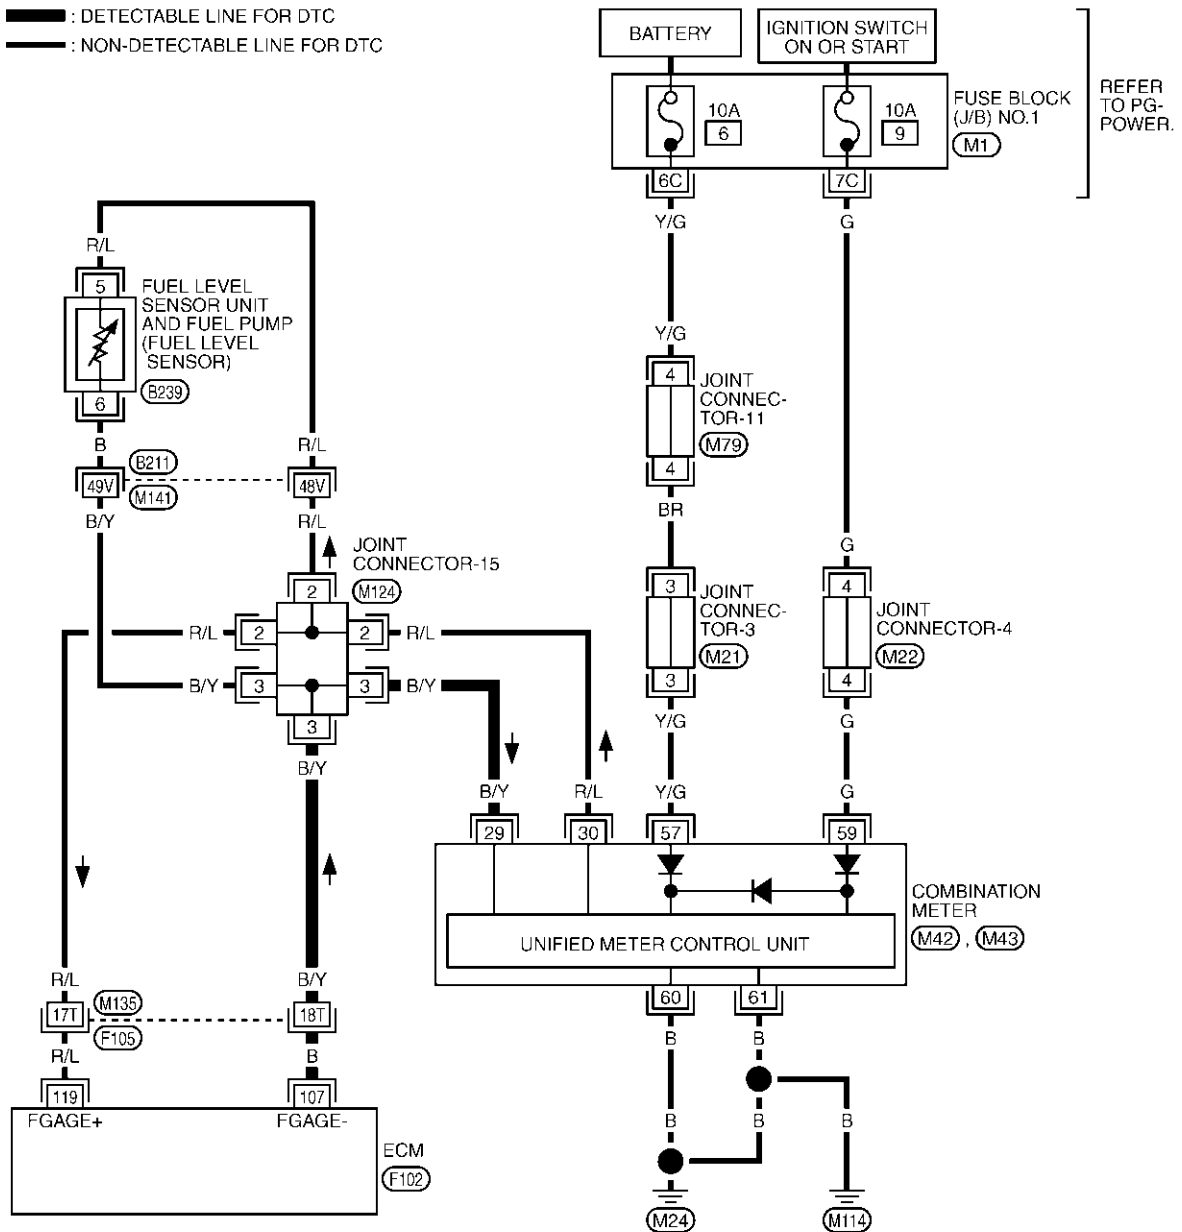 : DETECTABLE LINE FOR DTC
: NON-DETECTABLE LINE FOR DTC
BATTERY
IGNITION SWITCH
ON OR START
10A
6
10A
9
FUSE BLOCK
(J/B) NO.1
M1
REFER
TO PG-
POWER.
6C
7C
Y/G
G
R/L
5
FUEL LEVEL
SENSOR UNIT
AND FUEL PUMP
(FUEL LEVEL
SENSOR)
B239
6
B
R/L
B211
49V
48V
M141
B/Y
R/L
Y/G
4
JOINT
CONNEC-
TOR-11
M79
4
BR
G
JOINT
CONNECTOR-15
M124
2
R/L
2
2
R/L
B/Y
3
3
B/Y
3
B/Y
3
JOINT
CONNEC-
TOR-3
M21
3
Y/G
4
JOINT
CONNECTOR-4
M22
4
G
B/Y
R/L
Y/G
G
29
30
57
59
COMBINATION
METER
M42 , M43
UNIFIED METER CONTROL UNIT
60
61
B
B
B
B
B
M24
M114
R/L
B/Y
17T
M135
18T
F105
R/L
B
119
107
FGAGE+
FGAGE-
ECM
F102